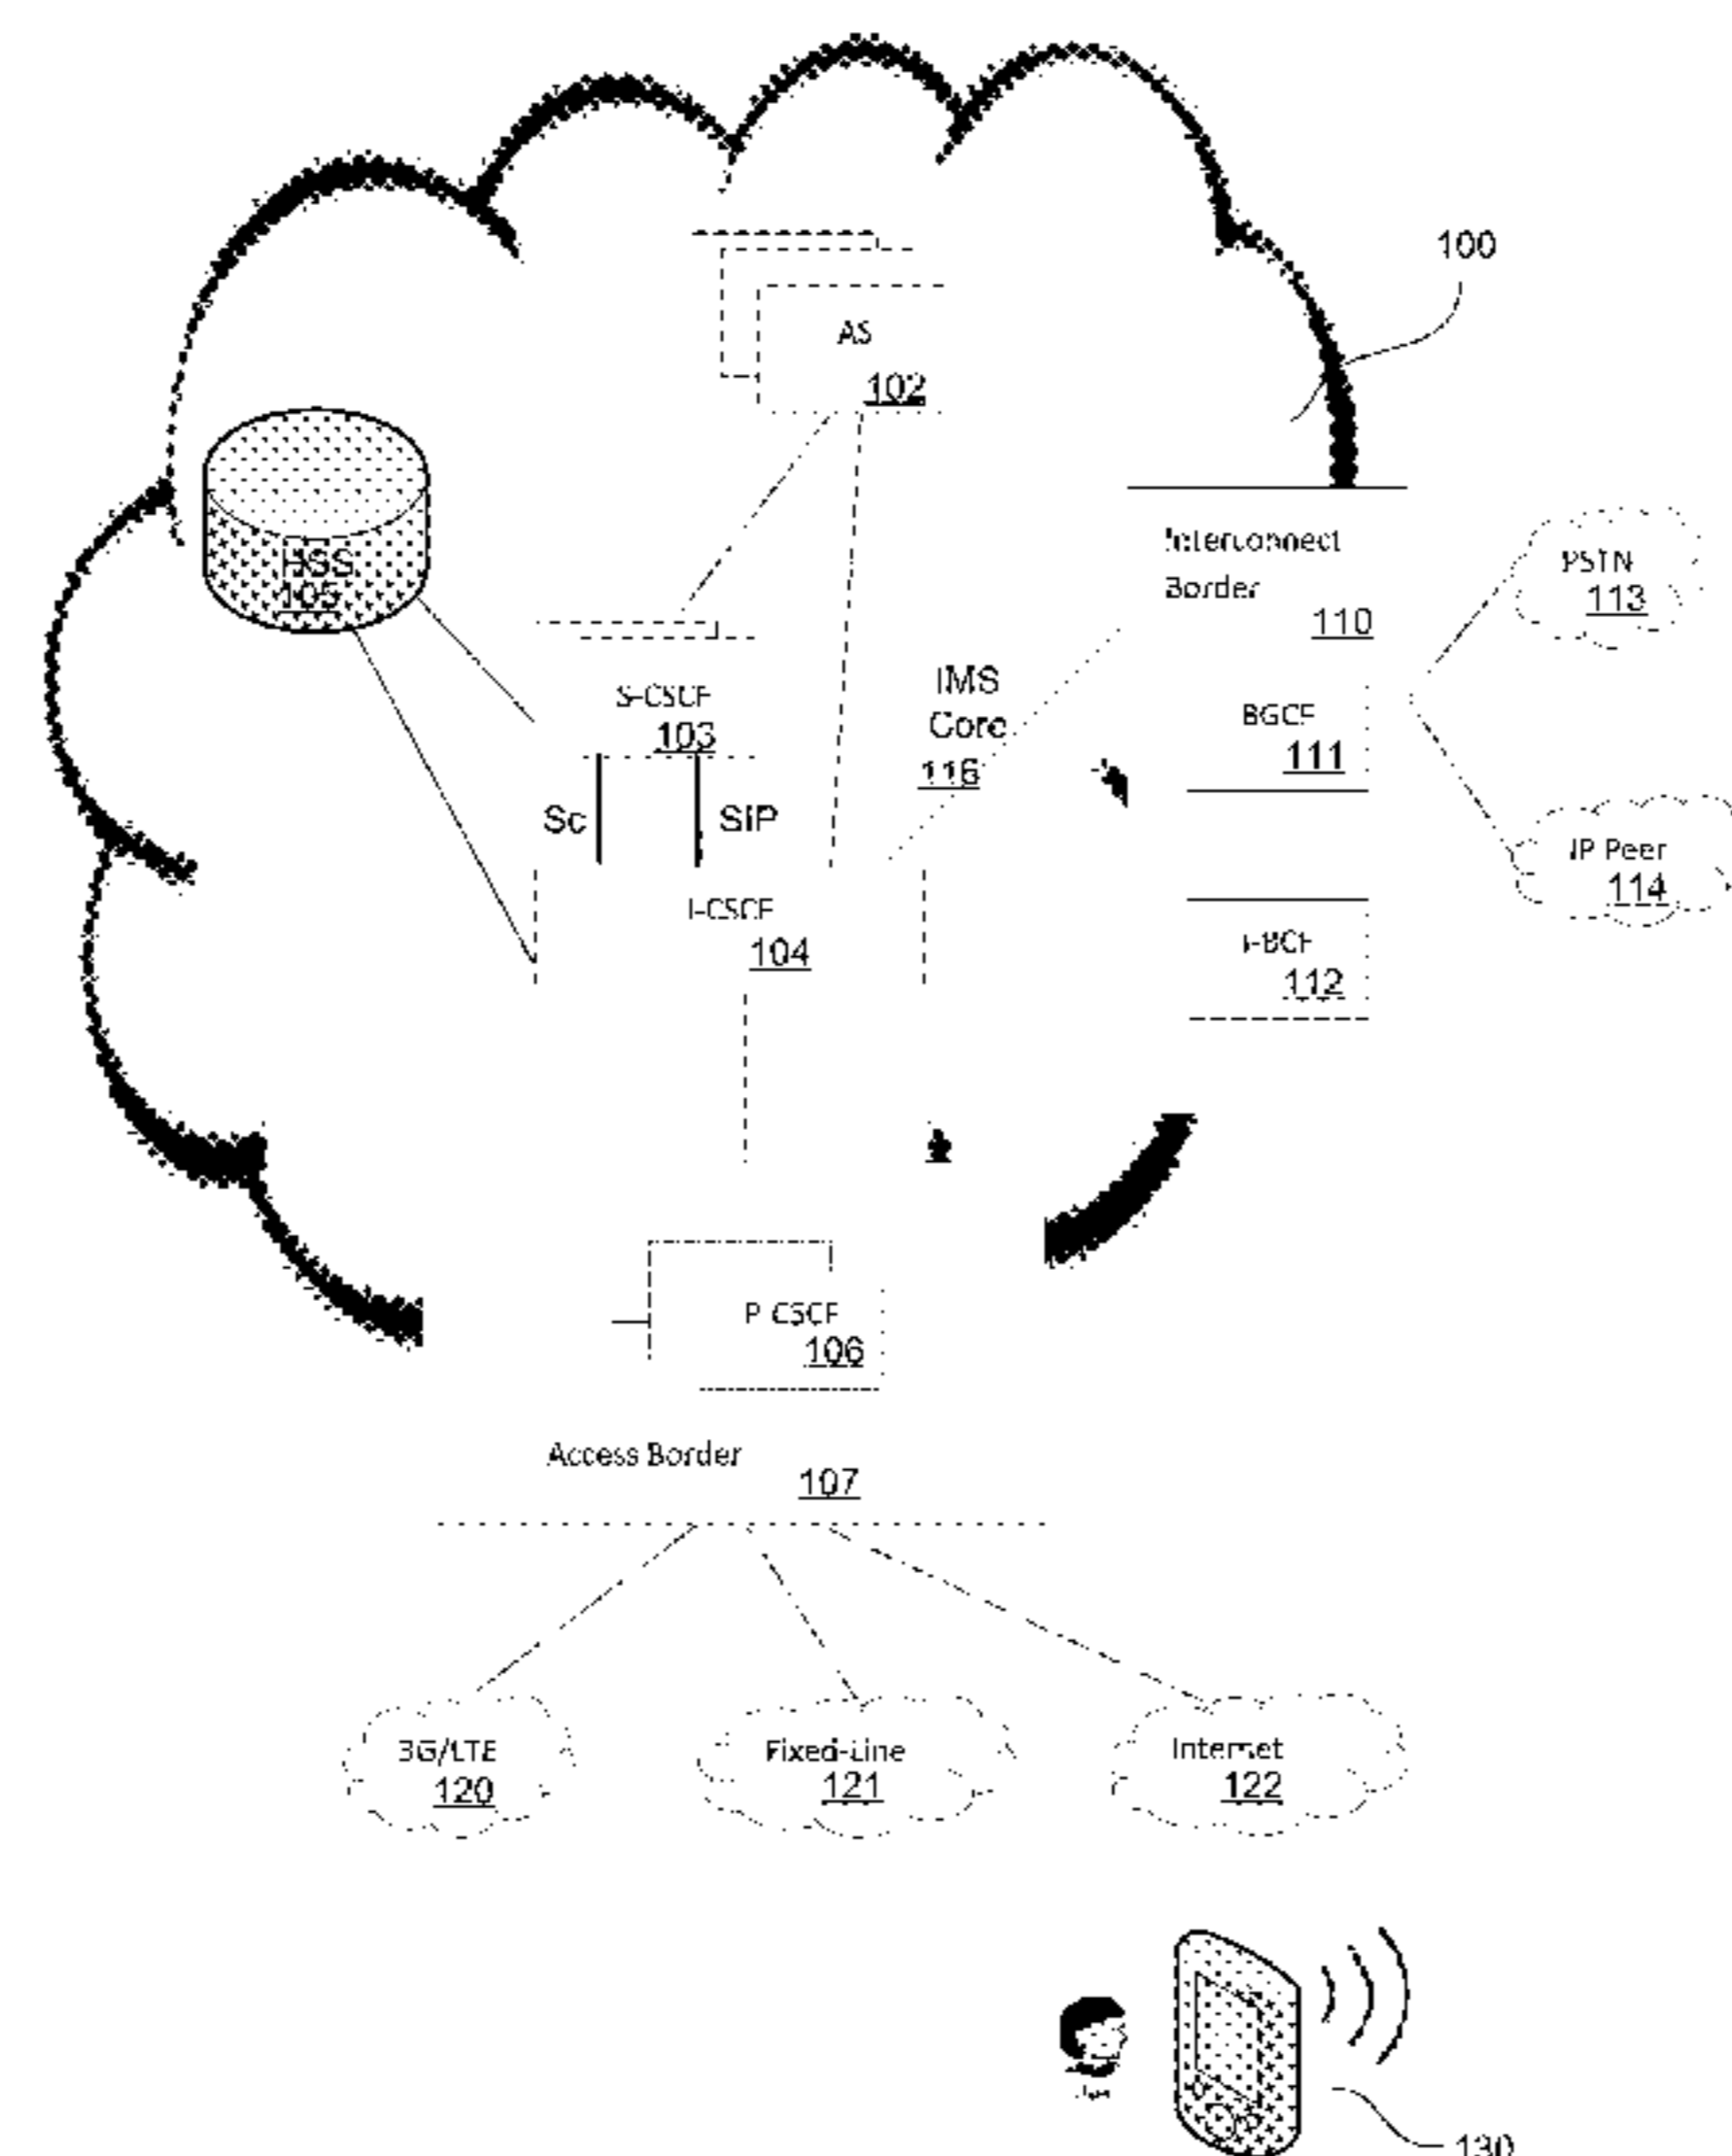 100
AS
102
HSS
105
Interconnect
Border
110
PSTN
113
S-CSCF
103
IMS
Core
116
BGCF
111
Sc
SIP
IP Peer
114
I-CSCF
104
I-BCF
112
P-CSCF
106
Access Border
107
3G/LTE
120
Fixed-Line
121
Internet
122
130